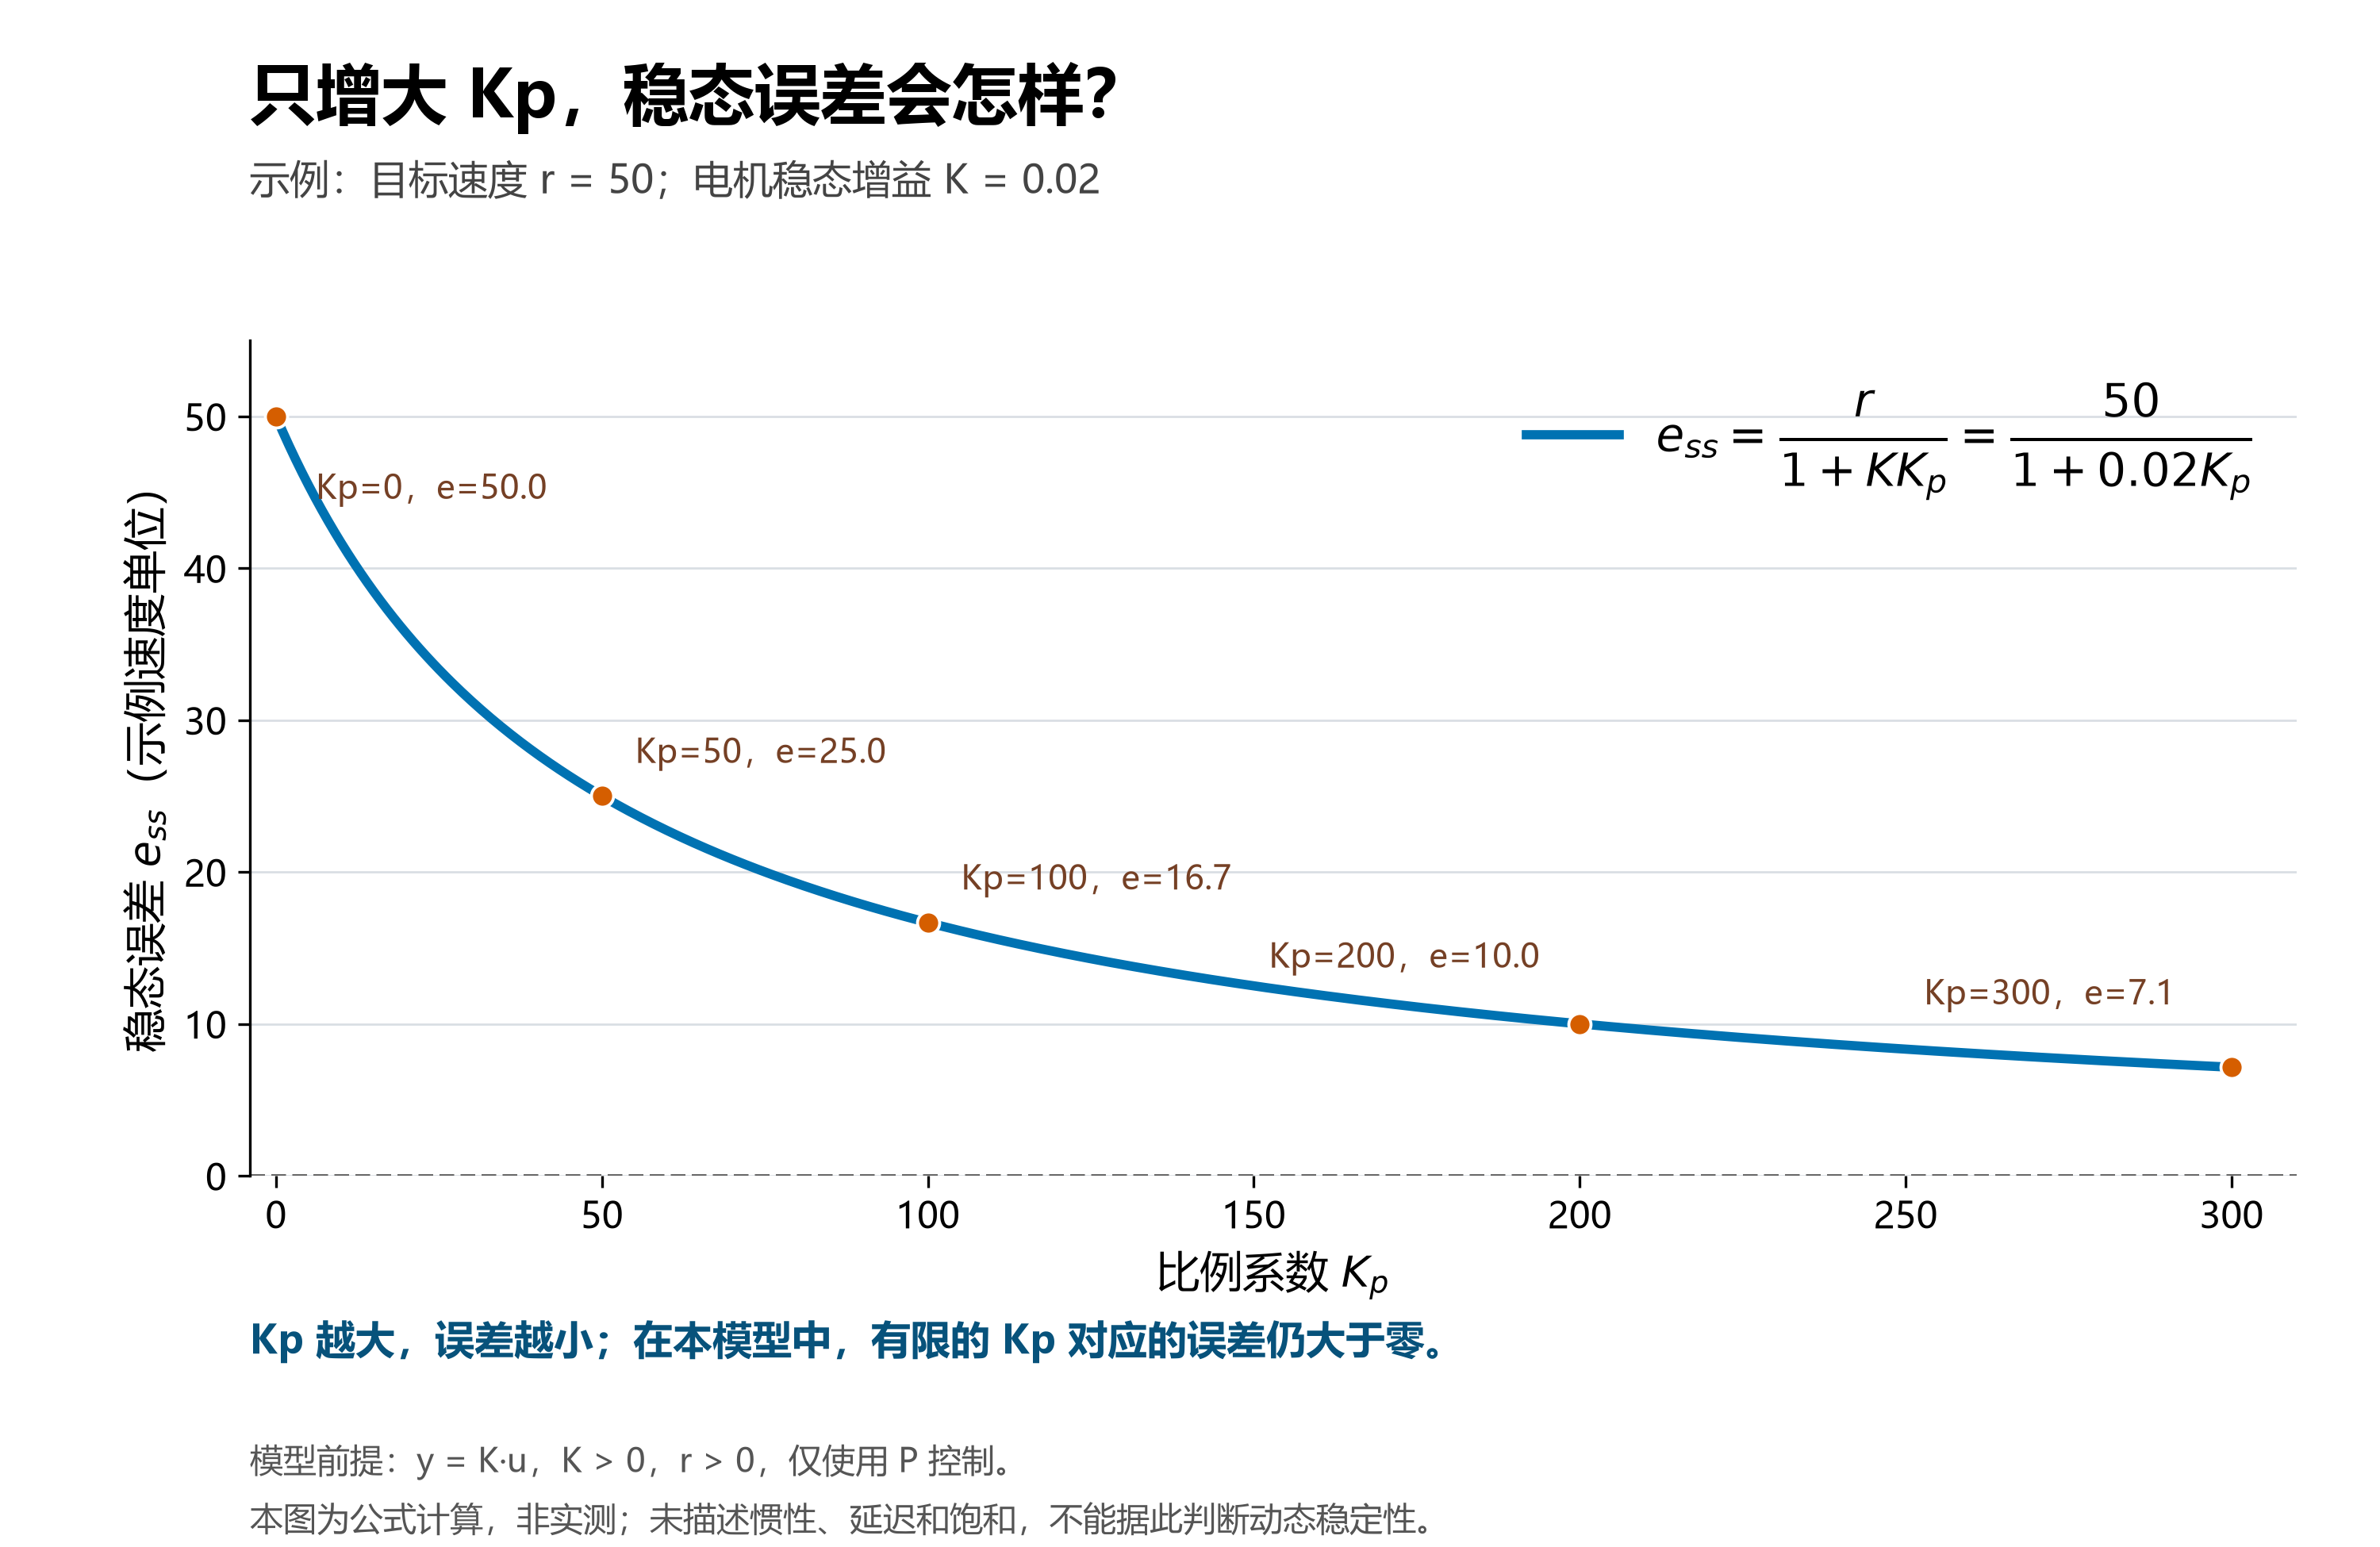 只增大 Kp，稳态误差会怎样？
示例：目标速度 r = 50；电机稳态增益 K = 0.02
e_ss = r / (1 + KK_p) = 50 / (1 + 0.02K_p)
稳态误差 e_ss（示例速度单位）
50
40
30
20
10
0
Kp=0，e=50.0
Kp=50，e=25.0
Kp=100，e=16.7
Kp=200，e=10.0
Kp=300，e=7.1
0 50 100 150 200 250 300
比例系数 K_p
Kp 越大，误差越小；在本模型中，有限的 Kp 对应的误差仍大于零。
模型前提：y = K·u，K > 0，r > 0，仅使用 P 控制。
本图为公式计算，非实测；未描述惯性、延迟和饱和，不能据此判断动态稳定性。